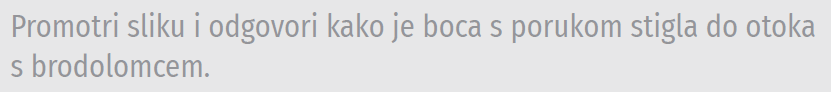 Promotri sliku i odgovori kako je boca s porukom stigla do otoka
s brodolomcem.